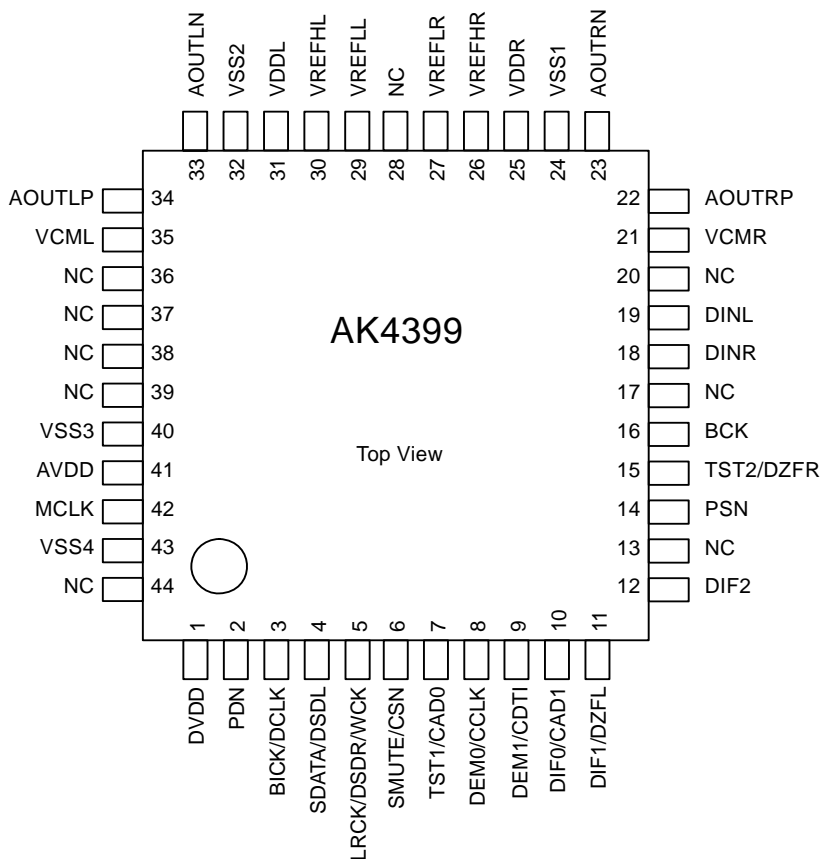 AOUTLN
VSS2
VDDL
VREFHL
VREFLL
NC
VREFLR
VREFHR
VDDR
VSS1
AOUTRN
33
32
31
30
29
28
27
26
25
24
23
AOUTLP 34
VCML 35
NC 36
NC 37
NC 38
NC 39
VSS3 40
AVDD 41
MCLK 42
VSS4 43
NC 44
AK4399
Top View
22 AOUTRP
21 VCMR
20 NC
19 DINL
18 DINR
17 NC
16 BCK
15 TST2/DZFR
14 PSN
13 NC
12 DIF2
1
2
3
4
5
6
7
8
9
10
11
DVDD
PDN
BICK/DCLK
SDATA/DSDL
LRCK/DSDR/WCK
SMUTE/CSN
TST1/CAD0
DEM0/CCLK
DEM1/CDTI
DIF0/CAD1
DIF1/DZFL